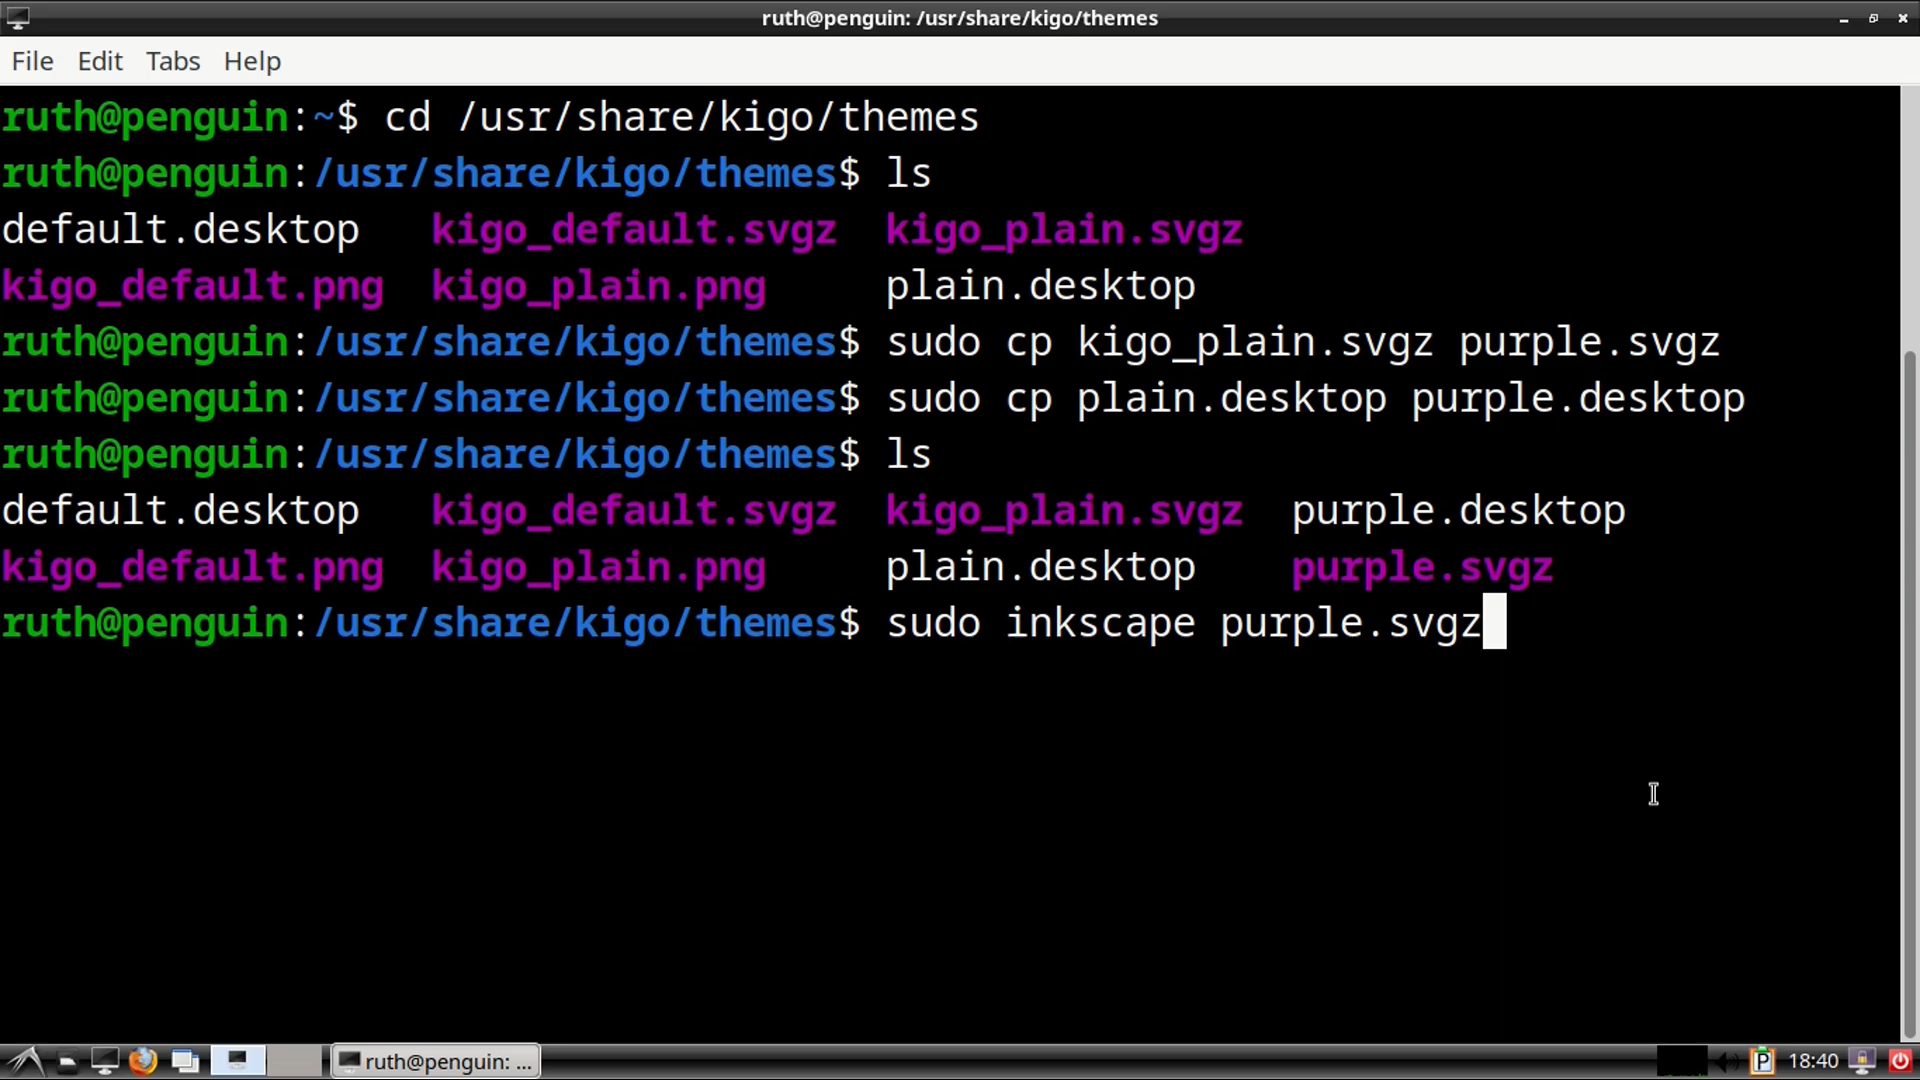 ruth@penguin: /usr/share/kigo/themes
File Edit Tabs Help
ruth@penguin:~$ cd /usr/share/kigo/themes
ruth@penguin:/usr/share/kigo/themes$ ls
default.desktop kigo_default.svgz kigo_plain.svgz
kigo_default.png kigo_plain.png plain.desktop
ruth@penguin:/usr/share/kigo/themes$ sudo cp kigo_plain.svgz purple.svgz
ruth@penguin:/usr/share/kigo/themes$ sudo cp plain.desktop purple.desktop
ruth@penguin:/usr/share/kigo/themes$ ls
default.desktop kigo_default.svgz kigo_plain.svgz purple.desktop
kigo_default.png kigo_plain.png plain.desktop purple.svgz
ruth@penguin:/usr/share/kigo/themes$ sudo inkscape purple.svgz
ruth@penguin: ... P 18:40